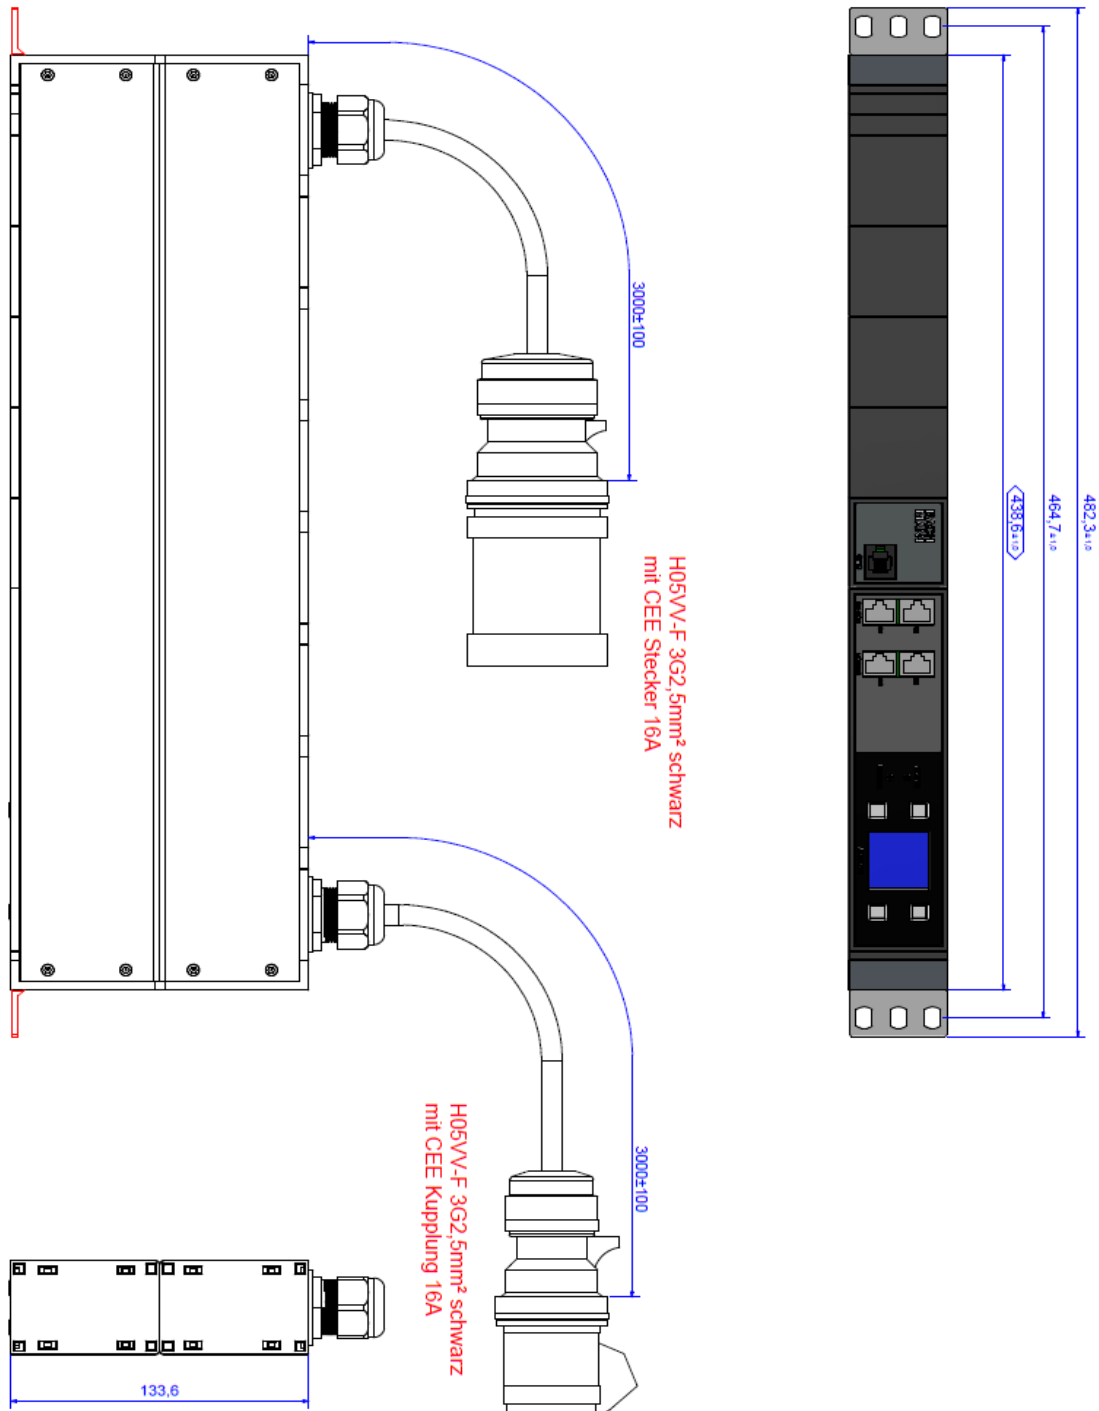 482,3±1,0
464,7±1,0
438,6±1,0
3000±100
H05VV-F 3G2,5mm² schwarz
mit CEE Stecker 16A
3000±100
H05VV-F 3G2,5mm² schwarz
mit CEE Kupplung 16A
133,6